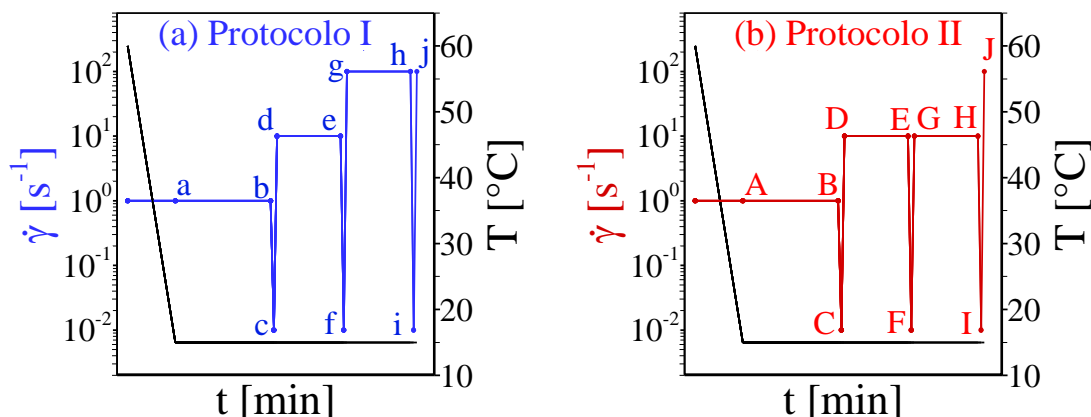 (a) Protocolo I
γ̇ [s⁻¹]
10²
10¹
10⁰
10⁻¹
10⁻²
a
b
c
d
e
f
g
h
i
j
60
50
40
30
20
10
T [°C]
t [min]
(b) Protocolo II
γ̇ [s⁻¹]
10²
10¹
10⁰
10⁻¹
10⁻²
A
B
C
D
E
F
G
H
I
J
60
50
40
30
20
10
T [°C]
t [min]